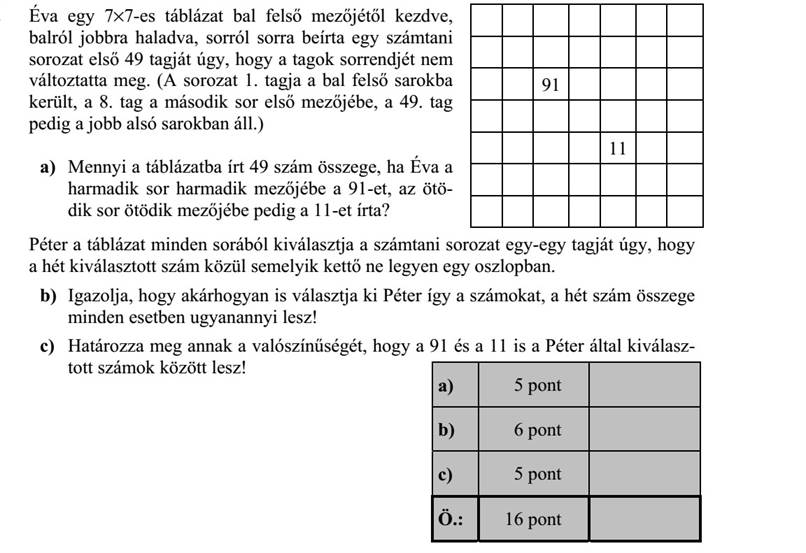 Éva egy 7×7-es táblázat bal felső mezőjétől kezdve,
balról jobbra haladva, sorról sorra beírta egy számtani
sorozat első 49 tagját úgy, hogy a tagok sorrendjét nem
változtatta meg. (A sorozat 1. tagja a bal felső sarokba
került, a 8. tag a második sor első mezőjébe, a 49. tag
pedig a jobb alsó sarokban áll.)
91
11
a) Mennyi a táblázatba írt 49 szám összege, ha Éva a
harmadik sor harmadik mezőjébe a 91-et, az ötö-
dik sor ötödik mezőjébe pedig a 11-et írta?
Péter a táblázat minden sorából kiválasztja a számtani sorozat egy-egy tagját úgy, hogy
a hét kiválasztott szám közül semelyik kettő ne legyen egy oszlopban.
b) Igazolja, hogy akárhogyan is választja ki Péter így a számokat, a hét szám összege
minden esetben ugyanannyi lesz!
c) Határozza meg annak a valószínűségét, hogy a 91 és a 11 is a Péter által kiválasz-
tott számok között lesz!
a) 5 pont
b) 6 pont
c) 5 pont
Ö.: 16 pont